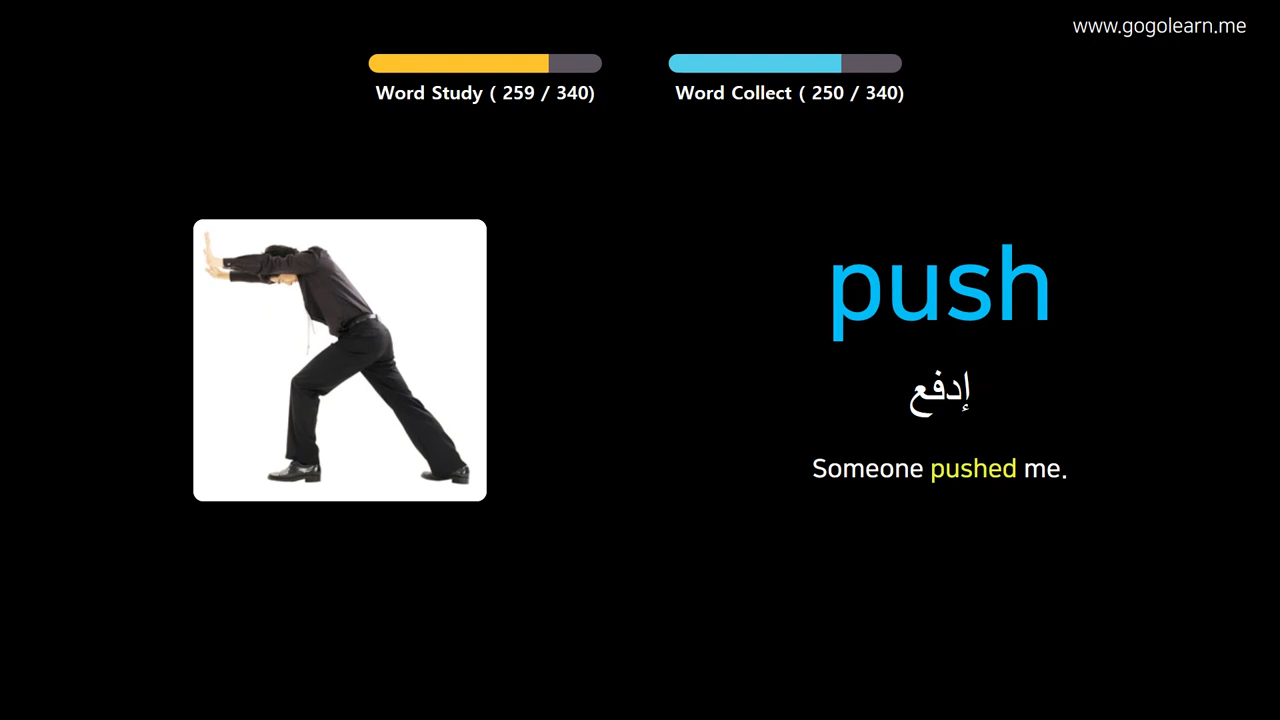 www.gogolearn.me
Word Study ( 259 / 340)
Word Collect ( 250 / 340)
push
إدفع
Someone pushed me.